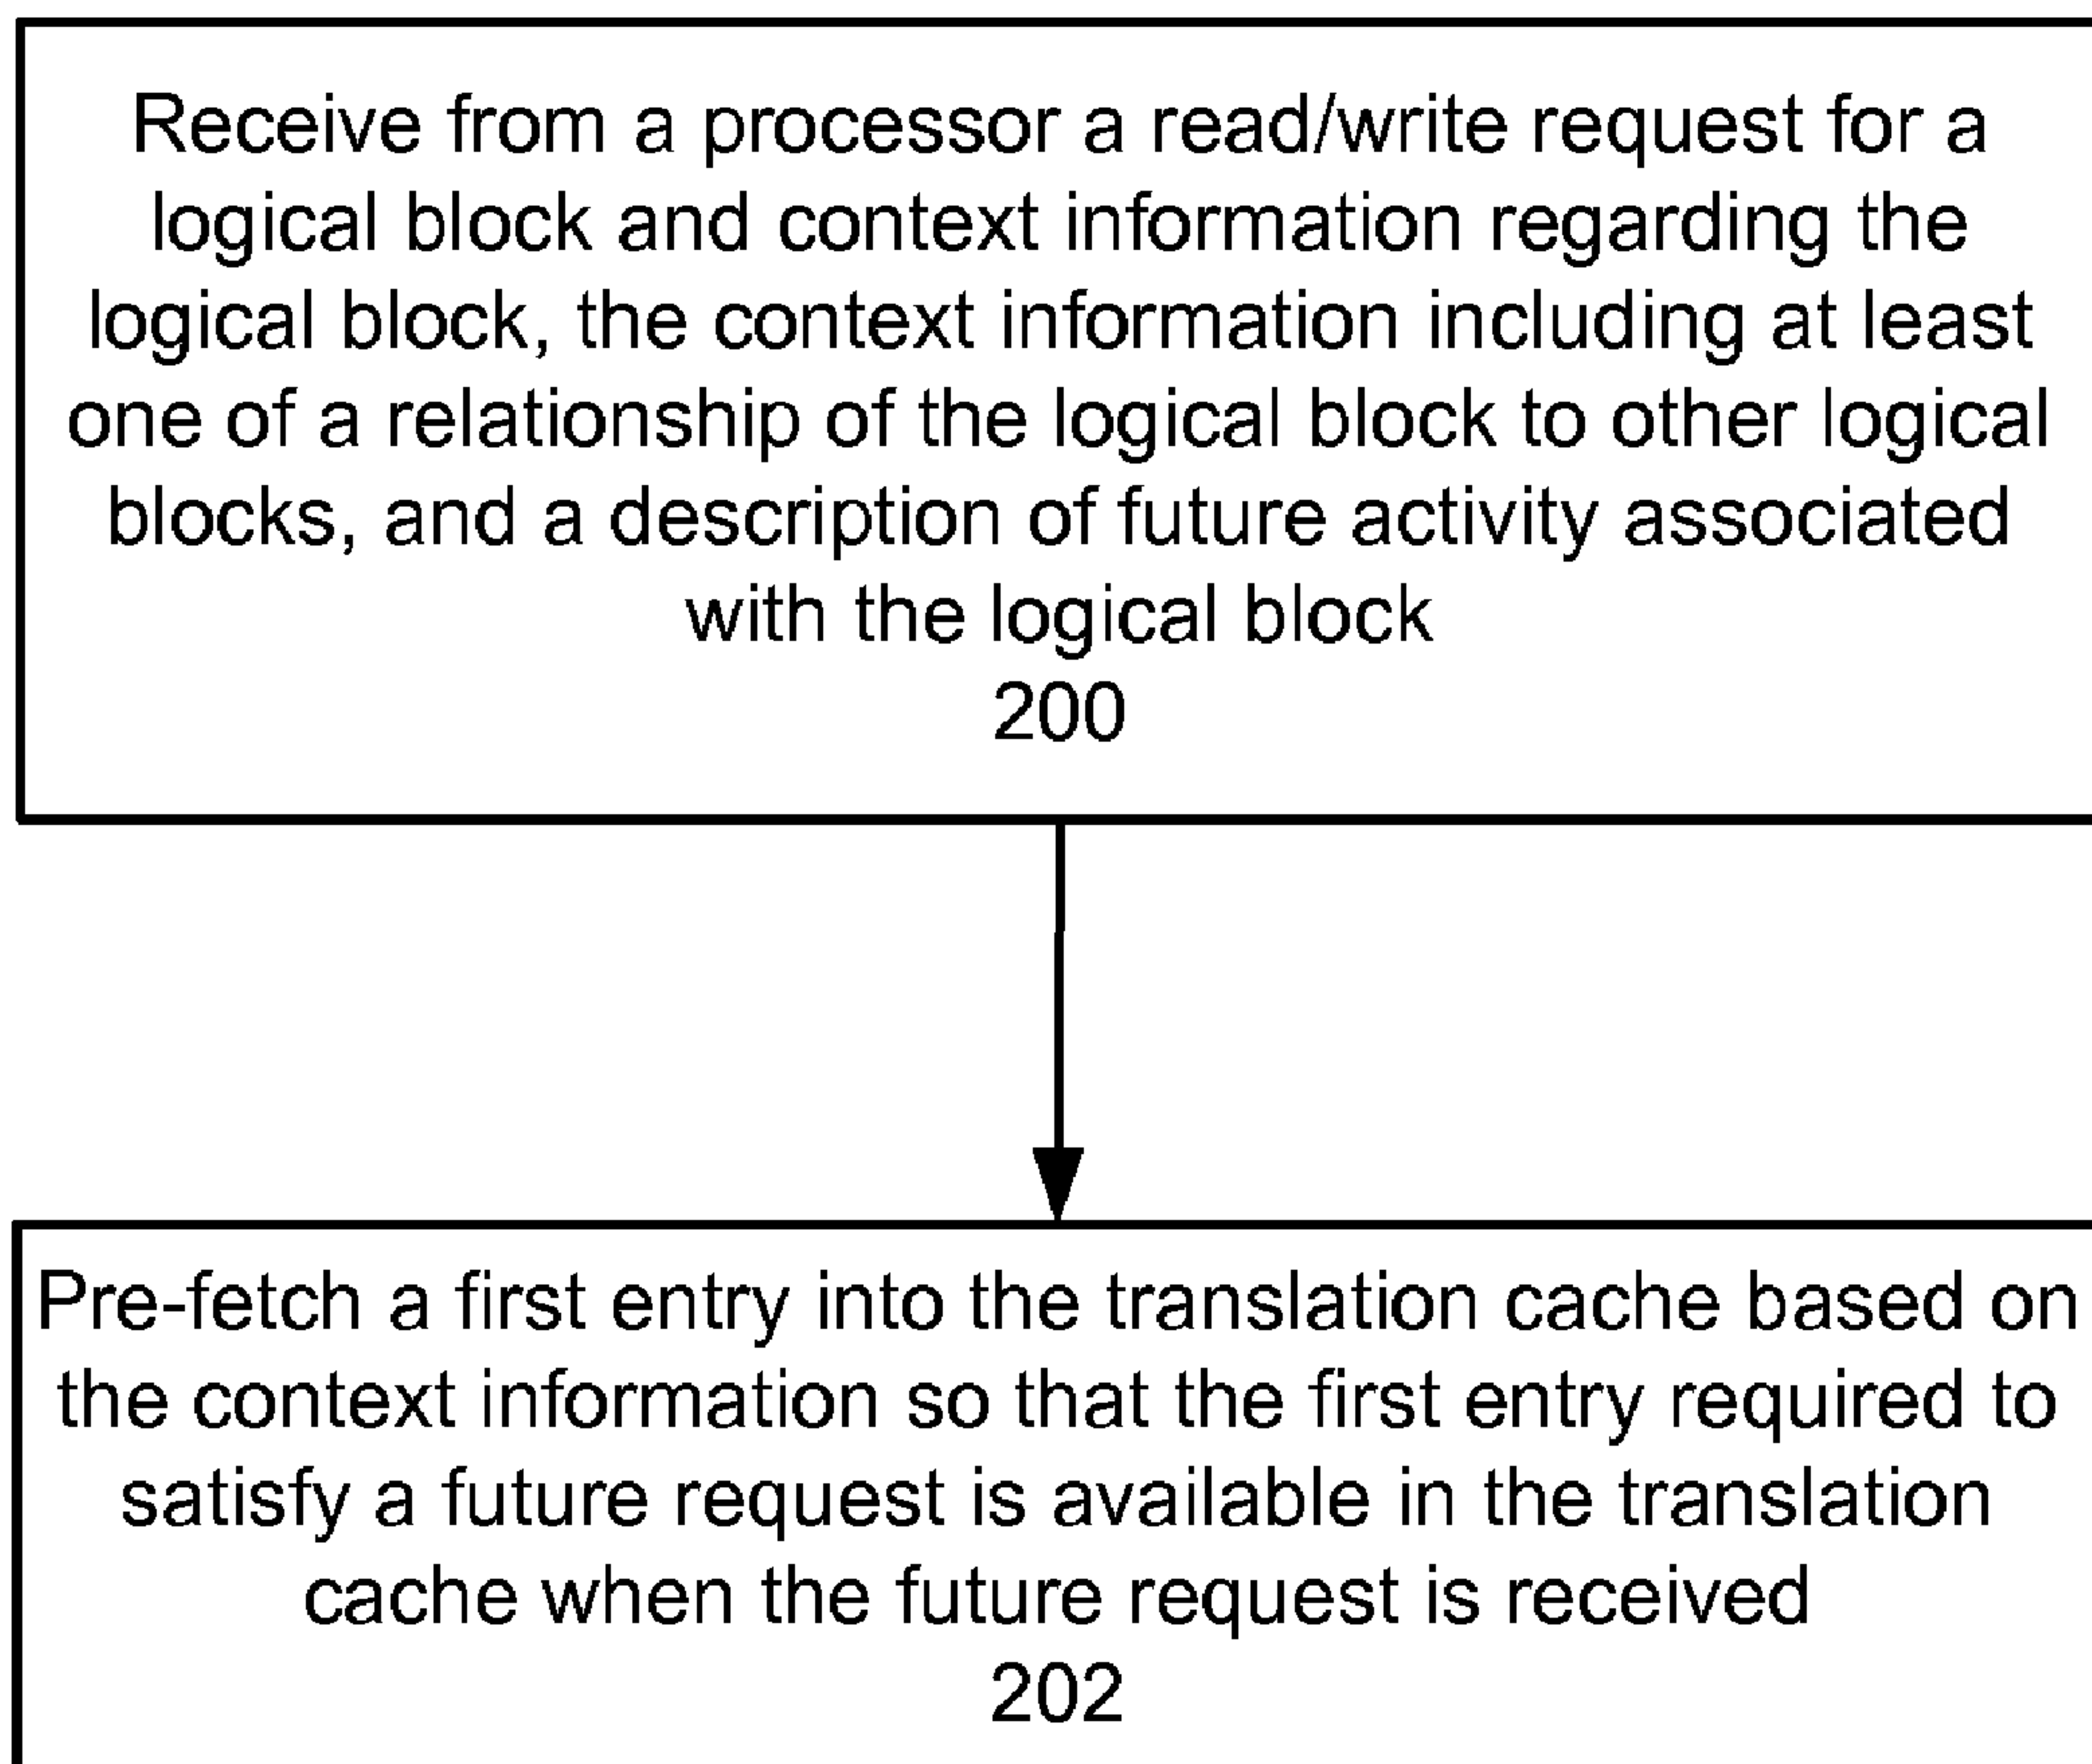 Receive from a processor a read/write request for a
logical block and context information regarding the
logical block, the context information including at least
one of a relationship of the logical block to other logical
blocks, and a description of future activity associated
with the logical block
200
Pre-fetch a first entry into the translation cache based on
the context information so that the first entry required to
satisfy a future request is available in the translation
cache when the future request is received
202